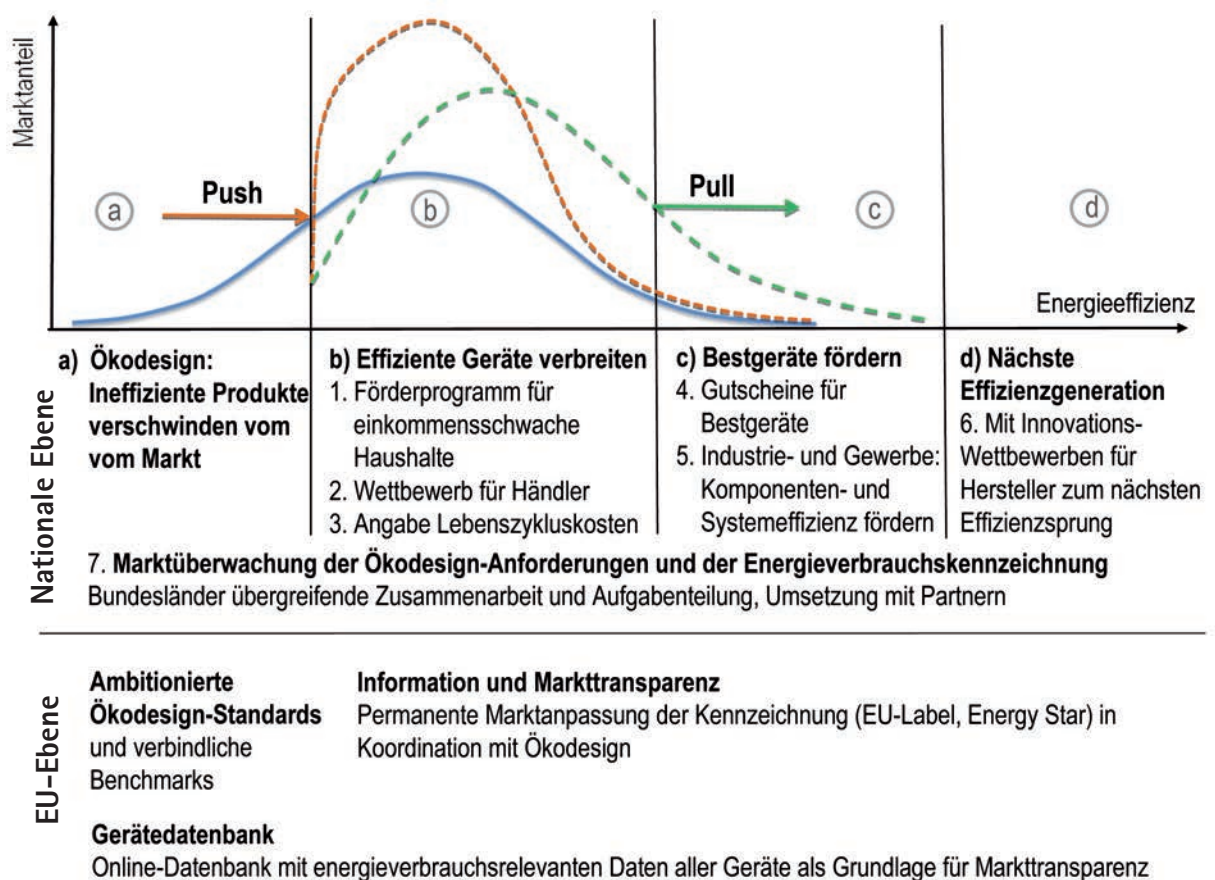 Marktanteil
a
Push
b
Pull
c
d
Energieeffizienz
Nationale Ebene
a) Ökodesign:
Ineffiziente Produkte
verschwinden vom
vom Markt
b) Effiziente Geräte verbreiten
1. Förderprogramm für
einkommensschwache
Haushalte
2. Wettbewerb für Händler
3. Angabe Lebenszykluskosten
c) Bestgeräte fördern
4. Gutscheine für
Bestgeräte
5. Industrie- und Gewerbe:
Komponenten- und
Systemeffizienz fördern
d) Nächste
Effizienzgeneration
6. Mit Innovations-
Wettbewerben für
Hersteller zum nächsten
Effizienzsprung
7. Marktüberwachung der Ökodesign-Anforderungen und der Energieverbrauchskennzeichnung
Bundesländer übergreifende Zusammenarbeit und Aufgabenteilung, Umsetzung mit Partnern
EU-Ebene
Ambitionierte
Ökodesign-Standards
und verbindliche
Benchmarks
Information und Markttransparenz
Permanente Marktanpassung der Kennzeichnung (EU-Label, Energy Star) in
Koordination mit Ökodesign
Gerätedatenbank
Online-Datenbank mit energieverbrauchsrelevanten Daten aller Geräte als Grundlage für Markttransparenz